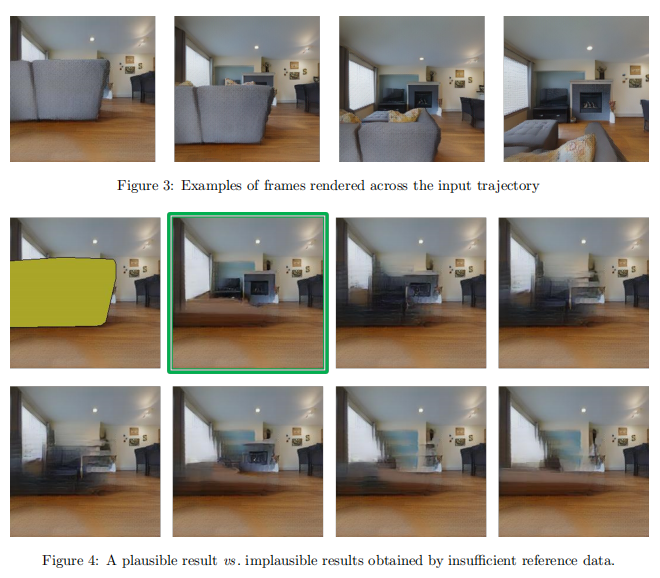 Figure 3: Examples of frames rendered across the input trajectory
Figure 4: A plausible result vs. implausible results obtained by insufficient reference data.